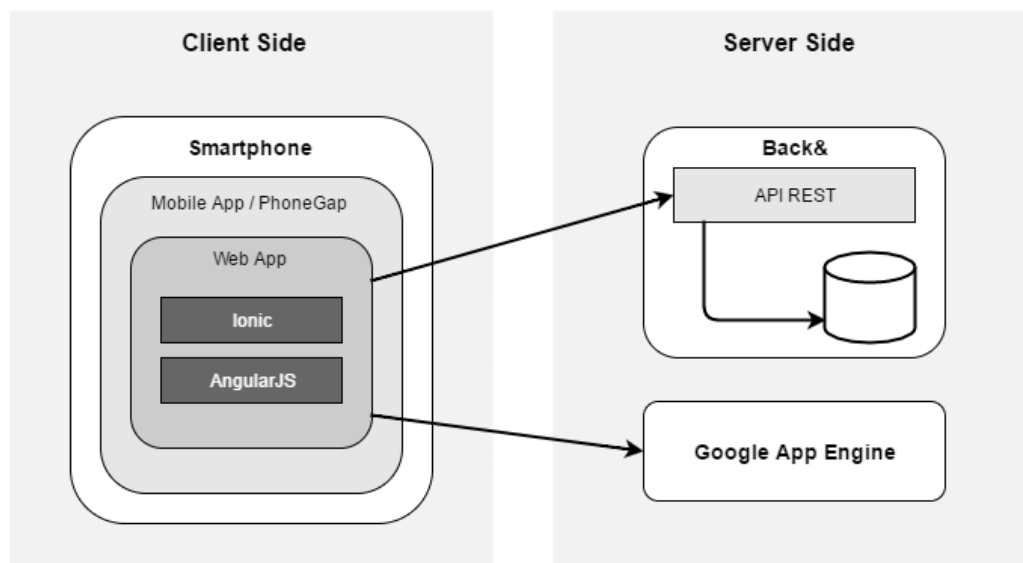 Client Side
Smartphone
Mobile App / PhoneGap
Web App
Ionic
AngularJS
Server Side
Back&
API REST
Google App Engine